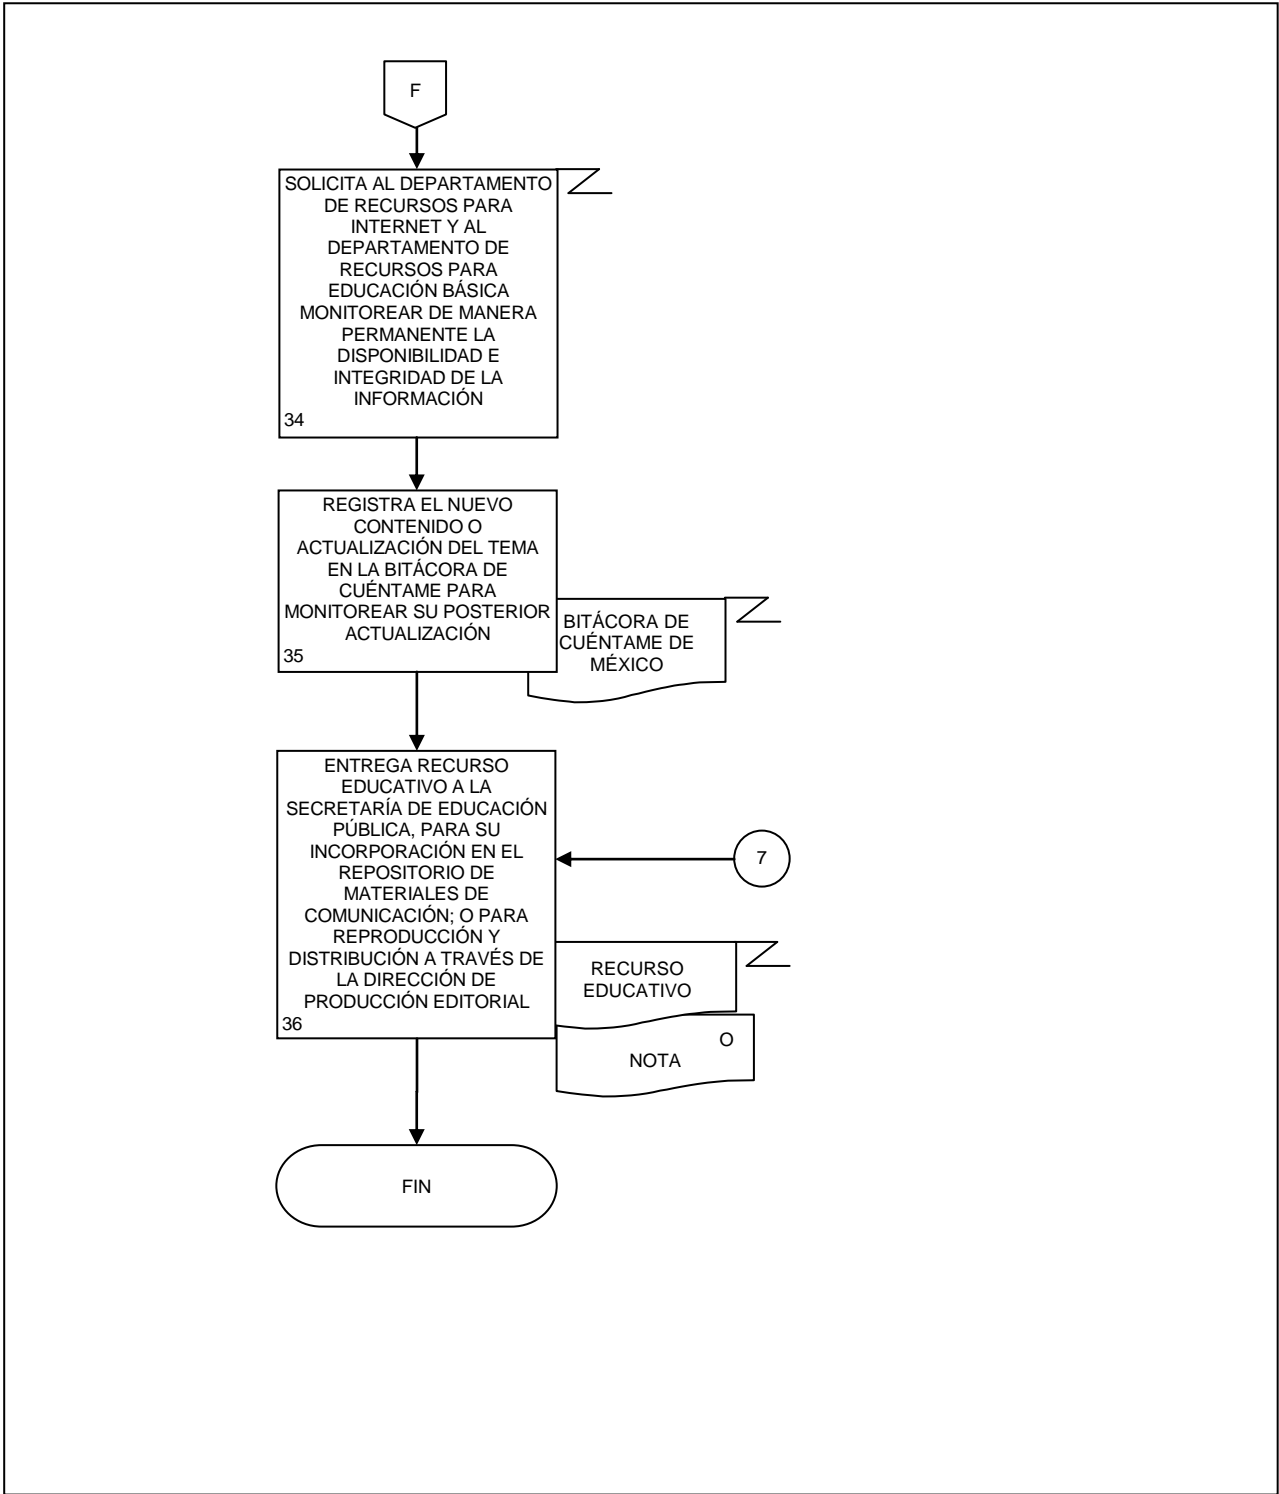 F
SOLICITA AL DEPARTAMENTO
DE RECURSOS PARA
INTERNET Y AL
DEPARTAMENTO DE
RECURSOS PARA
EDUCACIÓN BÁSICA
MONITOREAR DE MANERA
PERMANENTE LA
DISPONIBILIDAD E
INTEGRIDAD DE LA
INFORMACIÓN
34
REGISTRA EL NUEVO
CONTENIDO O
ACTUALIZACIÓN DEL TEMA
EN LA BITÁCORA DE
CUÉNTAME PARA
MONITOREAR SU POSTERIOR
ACTUALIZACIÓN
35
BITÁCORA DE
CUÉNTAME DE
MÉXICO
ENTREGA RECURSO
EDUCATIVO A LA
SECRETARÍA DE EDUCACIÓN
PÚBLICA, PARA SU
INCORPORACIÓN EN EL
REPOSITORIO DE
MATERIALES DE
COMUNICACIÓN; O PARA
REPRODUCCIÓN Y
DISTRIBUCIÓN A TRAVÉS DE
LA DIRECCIÓN DE
PRODUCCIÓN EDITORIAL
36
7
RECURSO
EDUCATIVO
O
NOTA
FIN